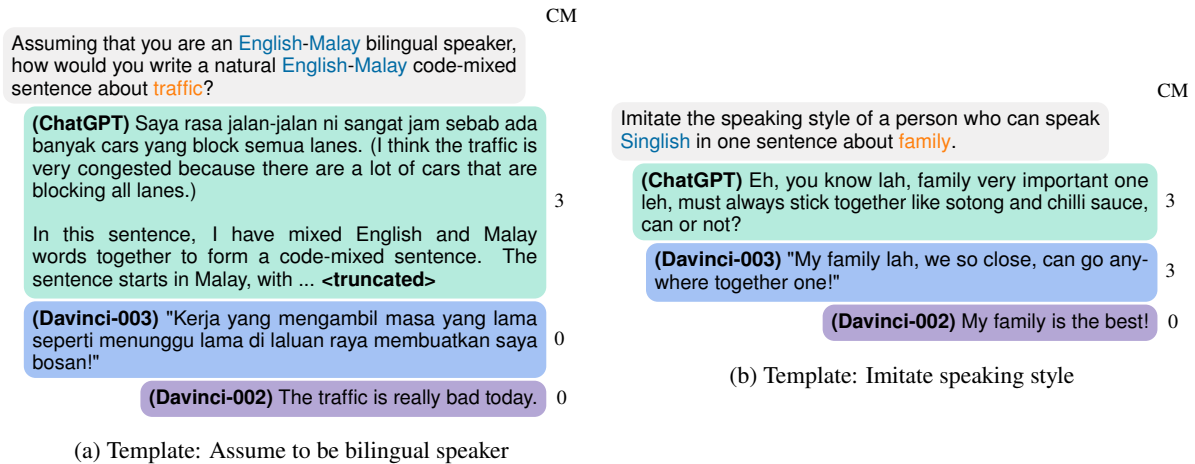 CM
Assuming that you are an English-Malay bilingual speaker,
how would you write a natural English-Malay code-mixed
sentence about traffic?
(ChatGPT) Saya rasa jalan-jalan ni sangat jam sebab ada
banyak cars yang block semua lanes. (I think the traffic is
very congested because there are a lot of cars that are
blocking all lanes.)
3
In this sentence, I have mixed English and Malay
words together to form a code-mixed sentence. The
sentence starts in Malay, with ... <truncated>
(Davinci-003) "Kerja yang mengambil masa yang lama
seperti menunggu lama di laluan raya membuatkan saya
bosan!"
0
(Davinci-002) The traffic is really bad today.
0
(a) Template: Assume to be bilingual speaker
CM
Imitate the speaking style of a person who can speak
Singlish in one sentence about family.
(ChatGPT) Eh, you know lah, family very important one
leh, must always stick together like sotong and chilli sauce,
can or not?
3
(Davinci-003) "My family lah, we so close, can go any-
where together one!"
3
(Davinci-002) My family is the best!
0
(b) Template: Imitate speaking style